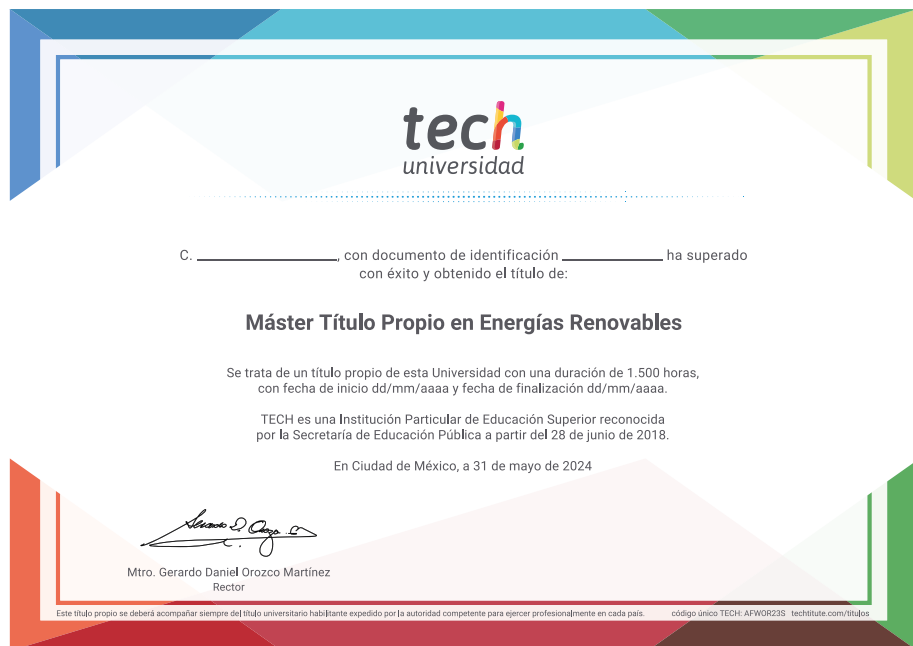 tech
universidad
C. ____________________, con documento de identificación ______________ ha superado
con éxito y obtenido el título de:
Máster Título Propio en Energías Renovables
Se trata de un título propio de esta Universidad con una duración de 1.500 horas,
con fecha de inicio dd/mm/aaaa y fecha de finalización dd/mm/aaaa.
TECH es una Institución Particular de Educación Superior reconocida
por la Secretaría de Educación Pública a partir del 28 de junio de 2018.
En Ciudad de México, a 31 de mayo de 2024
Mtro. Gerardo Daniel Orozco Martínez
Rector
Este título propio se deberá acompañar siempre del título universitario habilitante expedido por la autoridad competente para ejercer profesionalmente en cada país. código único TECH: AFWOR23S techtitute.com/titulos